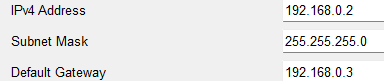 IPv4 Address 192.168.0.2
Subnet Mask 255.255.255.0
Default Gateway 192.168.0.3